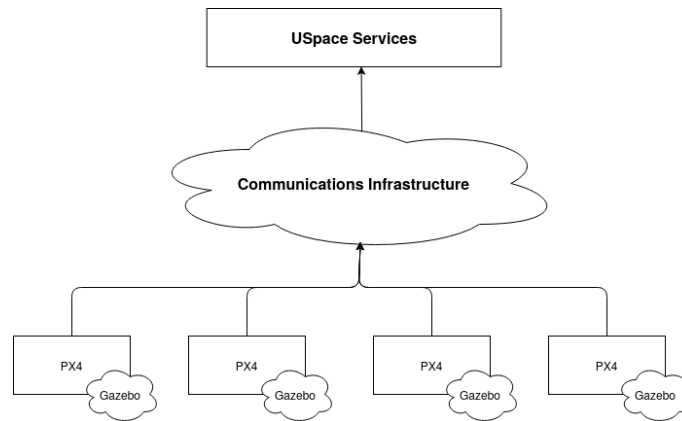 USpace Services
Communications Infrastructure
PX4
PX4
PX4
PX4
Gazebo
Gazebo
Gazebo
Gazebo